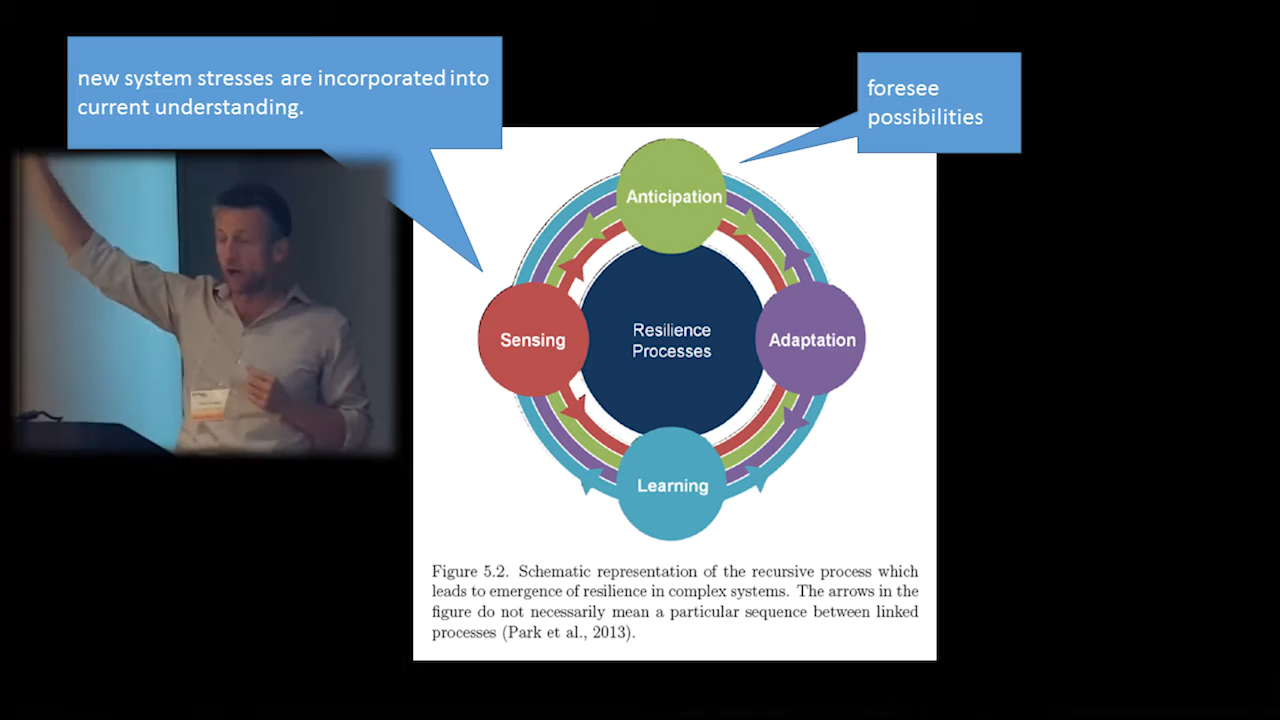 new system stresses are incorporated into
current understanding.
foresee
possibilities
Anticipation
Sensing
Resilience
Processes
Adaptation
Learning
Figure 5.2. Schematic representation of the recursive process which
leads to emergence of resilience in complex systems. The arrows in the
figure do not necessarily mean a particular sequence between linked
processes (Park et al., 2013).